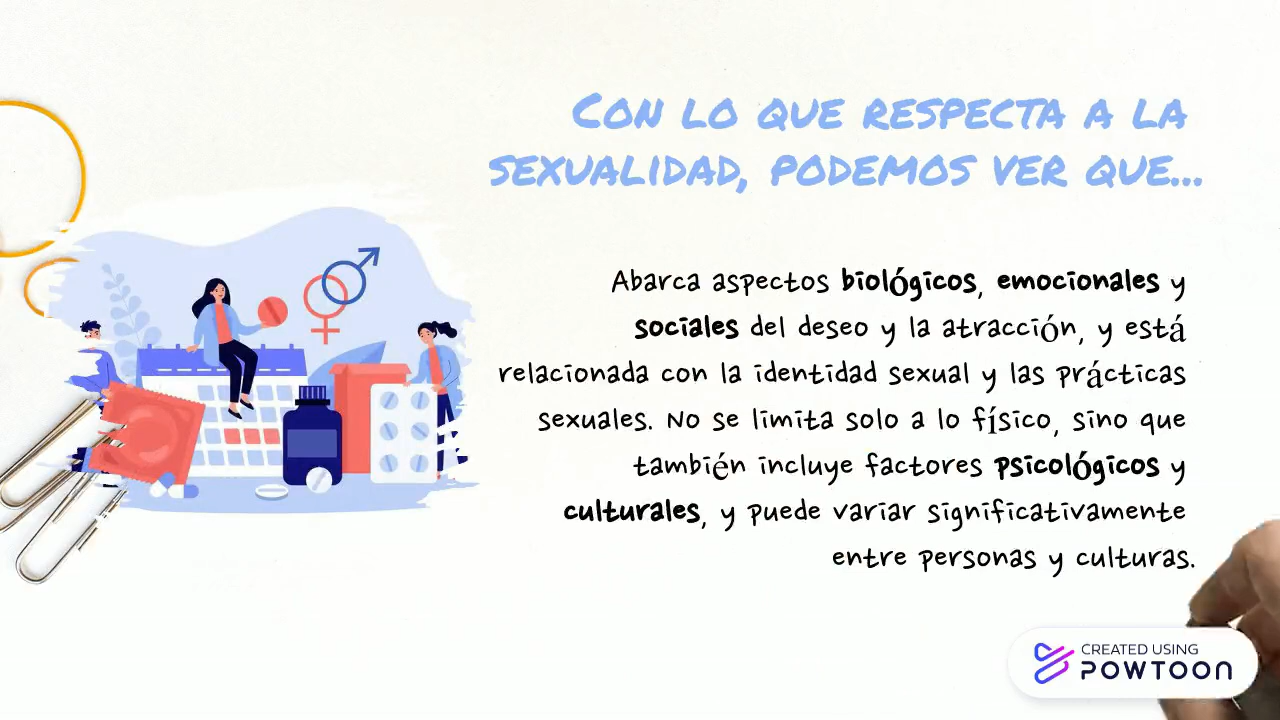 Con lo que respecta a la
sexualidad, podemos ver que...
Abarca aspectos biológicos, emocionales y
sociales del deseo y la atracción, y está
relacionada con la identidad sexual y las prácticas
sexuales. No se limita solo a lo físico, sino que
también incluye factores psicológicos y
culturales, y puede variar significativamente
entre personas y culturas.
CREATED USING
POWTOON